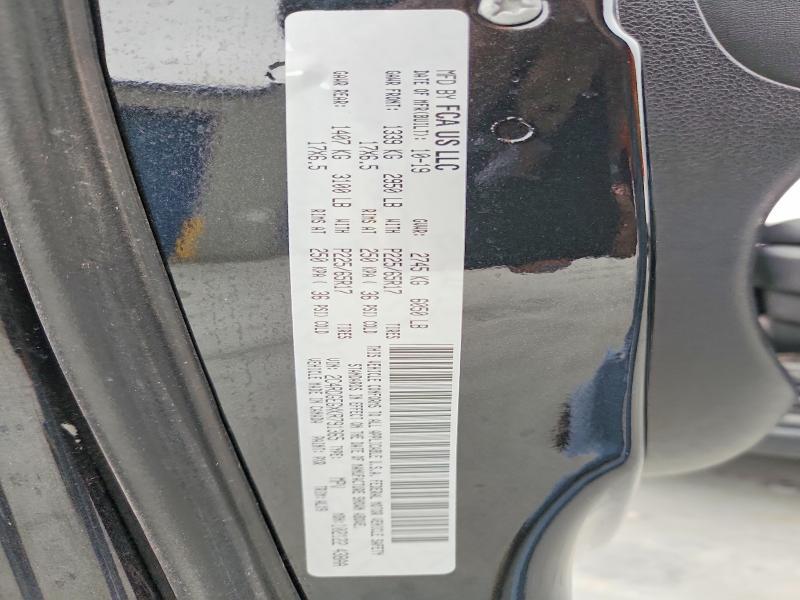 MFD BY FCA US LLC
DATE OF MFR(BUILT): 10-19 GVWR: 2745 KG 6050 LB
GAWR FRONT: 1339 KG 2950 LB WITH P225/65R17 TIRES
17X6.5 RIMS AT 250 KPA ( 36 PSI) COLD
GAWR REAR: 1407 KG 3100 LB WITH P225/65R17 TIRES
17X6.5 RIMS AT 250 KPA ( 36 PSI) COLD
THIS VEHICLE CONFORMS TO ALL APPLICABLE U.S.A. FEDERAL MOTOR VEHICLE SAFETY
STANDARDS IN EFFECT ON THE DATE OF MANUFACTURE SHOWN ABOVE.
VIN: TYPE: MPV MDH: 102122 438AA
VEHICLE MADE IN CANADA PAINT: PXR TRIM: